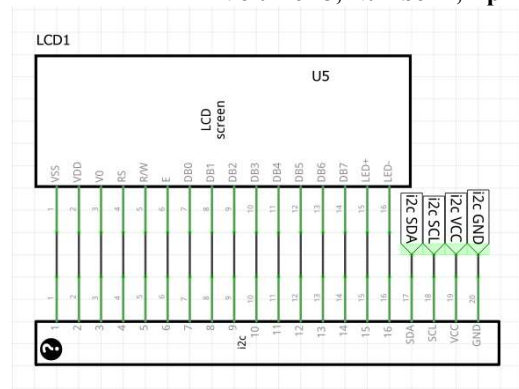 LCD1
U5
LCD
screen
VSS VDD V0 RS R/W E DB0 DB1 DB2 DB3 DB4 DB5 DB6 DB7 LED+ LED-
1 2 3 4 5 6 7 8 9 10 11 12 13 14 15 16
i2c SDA
i2c SCL
i2c VCC
i2c GND
1 2 3 4 5 6 7 8 9 10 11 12 13 14 15 16 17 18 19 20
1 2 3 4 5 6 7 8 9 10 11 12 13 14 15 16 SDA SCL VCC GND
i2c
?